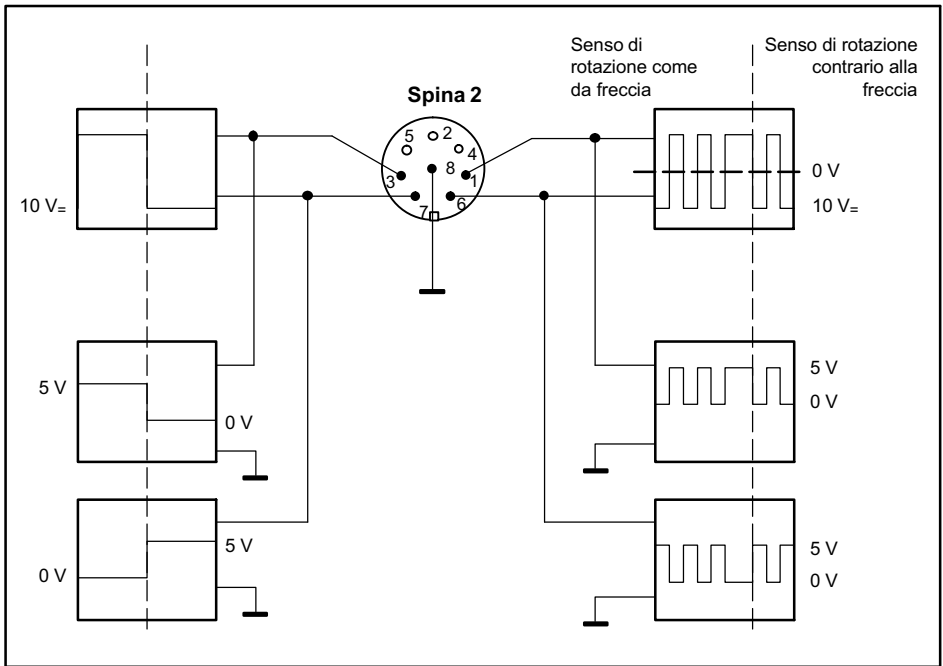 Senso di
rotazione come
da freccia
Senso di rotazione
contrario alla
freccia
Spina 2
5
2
4
3
8
1
7
6
10 V=
0 V
10 V=
5 V
0 V
5 V
0 V
5 V
0 V
5 V
0 V